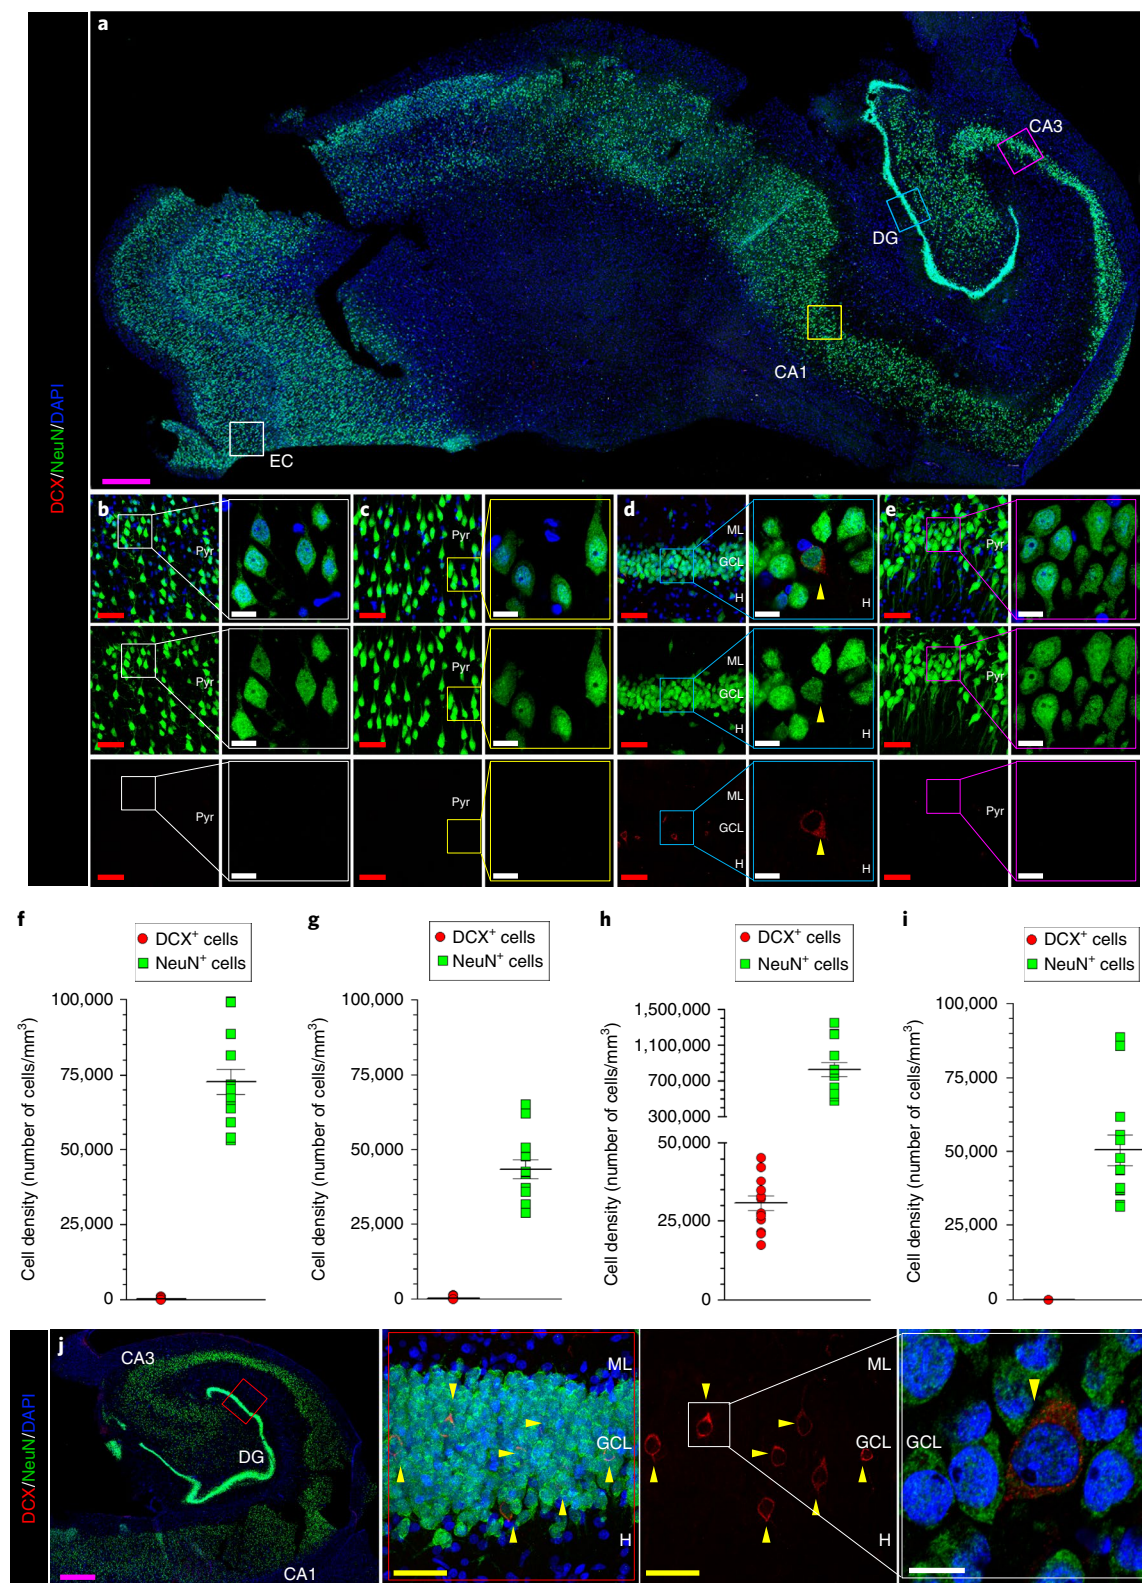 a
DCX/NeuN/DAPI
CA3
DG
CA1
EC
b
Pyr
c
Pyr
d
ML
GCL
H
H
e
Pyr
Pyr
Pyr
ML
GCL
H
H
Pyr
Pyr
Pyr
ML
GCL
H
H
Pyr
f
DCX+ cells
NeuN+ cells
Cell density (number of cells/mm3)
100,000
75,000
50,000
25,000
0
g
DCX+ cells
NeuN+ cells
Cell density (number of cells/mm3)
100,000
75,000
50,000
25,000
0
h
DCX+ cells
NeuN+ cells
Cell density (number of cells/mm3)
1,500,000
1,100,000
700,000
300,000
50,000
25,000
0
i
DCX+ cells
NeuN+ cells
Cell density (number of cells/mm3)
100,000
75,000
50,000
25,000
0
j
DCX/NeuN/DAPI
CA3
DG
CA1
ML
GCL
H
ML
GCL
H
GCL